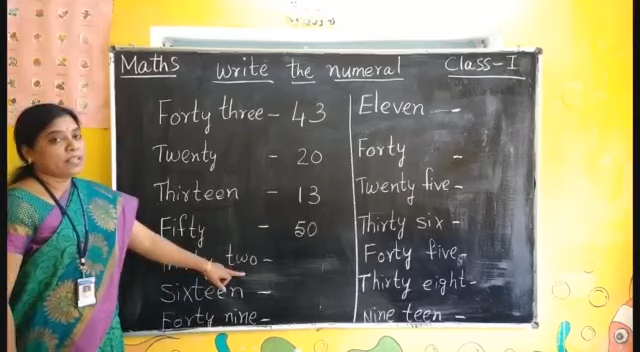 Maths Write the numeral Class-I
Forty three - 43
Twenty - 20
Thirteen - 13
Fifty - 50
two -
Sixteen -
Forty nine -
Eleven -
Forty -
Twenty five -
Thirty six -
Forty five -
Thirty eight -
Nine teen -